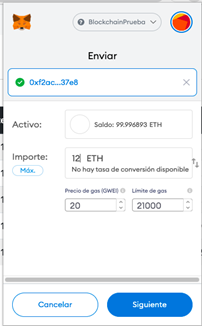 BlockchainPrueba
Enviar
0xf2ac...37e8
Activo:
Saldo: 99.996893 ETH
Importe:
12 ETH
No hay tasa de conversión disponible
Máx.
Precio de gas (GWEI)
Límite de gas
20
21000
Cancelar
Siguiente